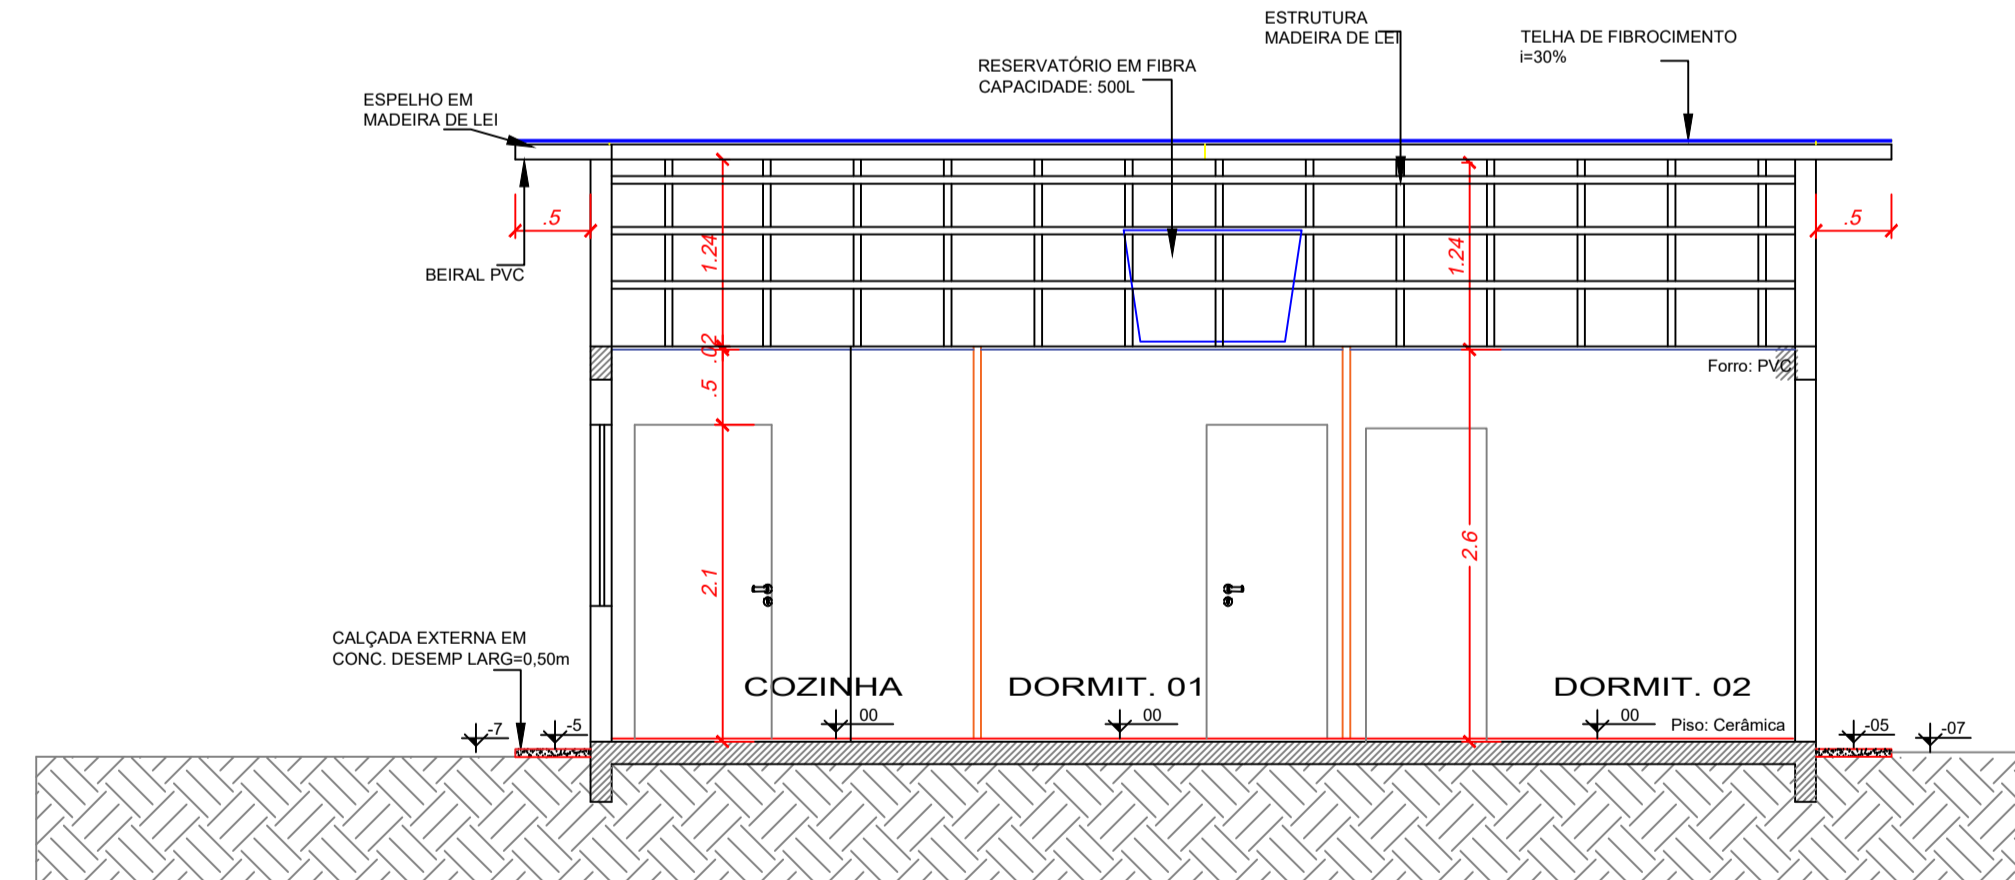 ESTRUTURA
MADEIRA DE LEI
TELHA DE FIBROCIMENTO
i=30%
RESERVATÓRIO EM FIBRA
CAPACIDADE: 500L
ESPELHO EM
MADEIRA DE LEI
.5
.5
BEIRAL PVC
1.24
1.24
.02
Forro: PVC
.5
2.6
2.1
CALÇADA EXTERNA EM
CONC. DESEMP LARG=0,50m
COZINHA
DORMIT. 01
DORMIT. 02
-7
-5
00
00
00
Piso: Cerâmica
-05
-07